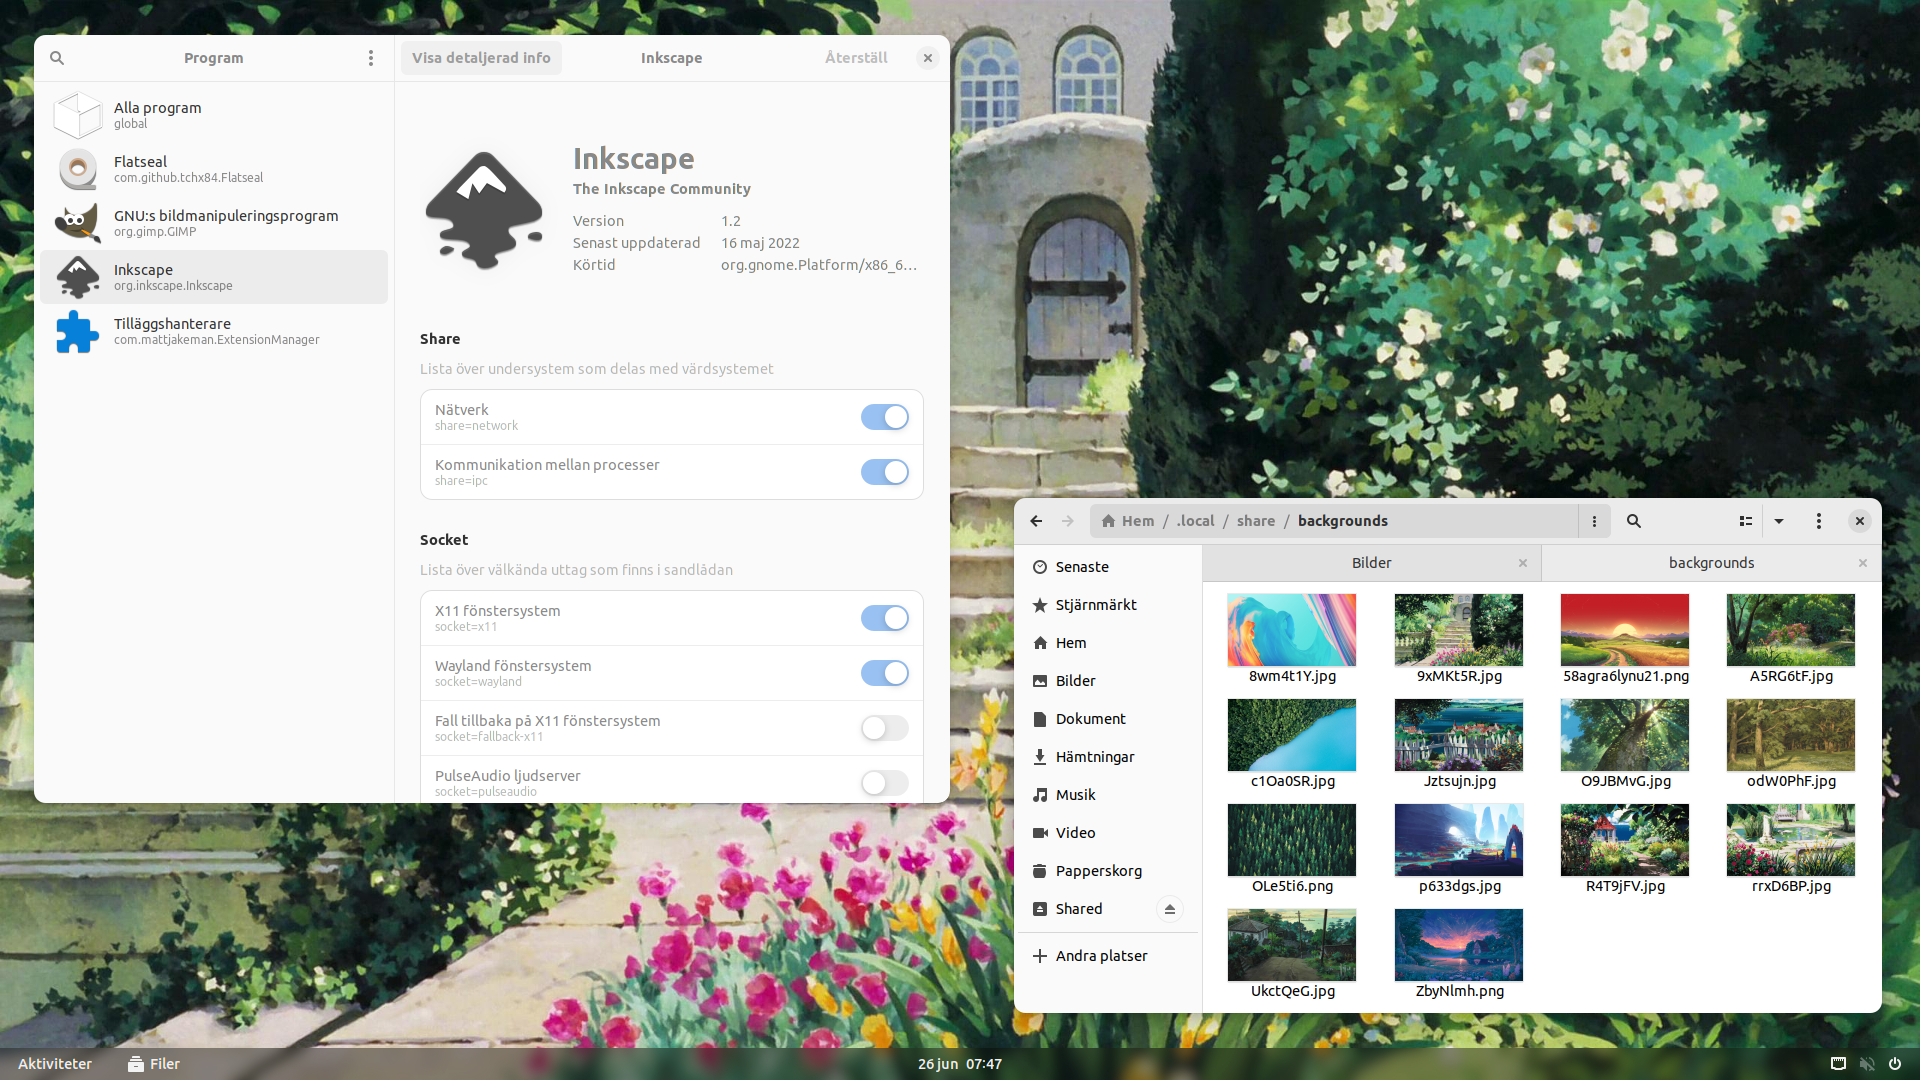 Program
Visa detaljerad info
Inkscape
Återställ
Alla program
global
Flatseal
com.github.tchx84.Flatseal
GNU:s bildmanipuleringsprogram
org.gimp.GIMP
Inkscape
org.inkscape.Inkscape
Tilläggshanterare
com.mattjakeman.ExtensionManager
Inkscape
The Inkscape Community
Version 1.2
Senast uppdaterad 16 maj 2022
Körtid org.gnome.Platform/x86_6…
Share
Lista över undersystem som delas med värdsystemet
Nätverk
share=network
Kommunikation mellan processer
share=ipc
Socket
Lista över välkända uttag som finns i sandlådan
X11 fönstersystem
socket=x11
Wayland fönstersystem
socket=wayland
Fall tillbaka på X11 fönstersystem
socket=fallback-x11
PulseAudio ljudserver
socket=pulseaudio
Hem / .local / share / backgrounds
Senaste
Stjärnmärkt
Hem
Bilder
Dokument
Hämtningar
Musik
Video
Papperskorg
Shared
Andra platser
Bilder
backgrounds
8wm4t1Y.jpg
9xMKt5R.jpg
58agra6lynu21.png
A5RG6tF.jpg
c1Oa0SR.jpg
Jztsujn.jpg
O9JBMvG.jpg
odW0PhF.jpg
OLe5ti6.png
p633dgs.jpg
R4T9jFV.jpg
rrxD6BP.jpg
UkctQeG.jpg
ZbyNlmh.png
Aktiviteter
Filer
26 jun 07:47